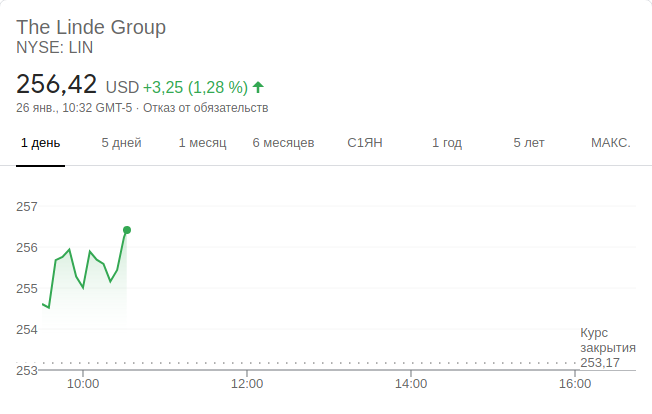 The Linde Group
NYSE: LIN
256,42 USD +3,25 (1,28 %)
26 янв., 10:32 GMT-5 · Отказ от обязательств
1 день 5 дней 1 месяц 6 месяцев С1ЯН 1 год 5 лет МАКС.
257
256
255
254
Курс
закрытия
253,17
253
10:00 12:00 14:00 16:00